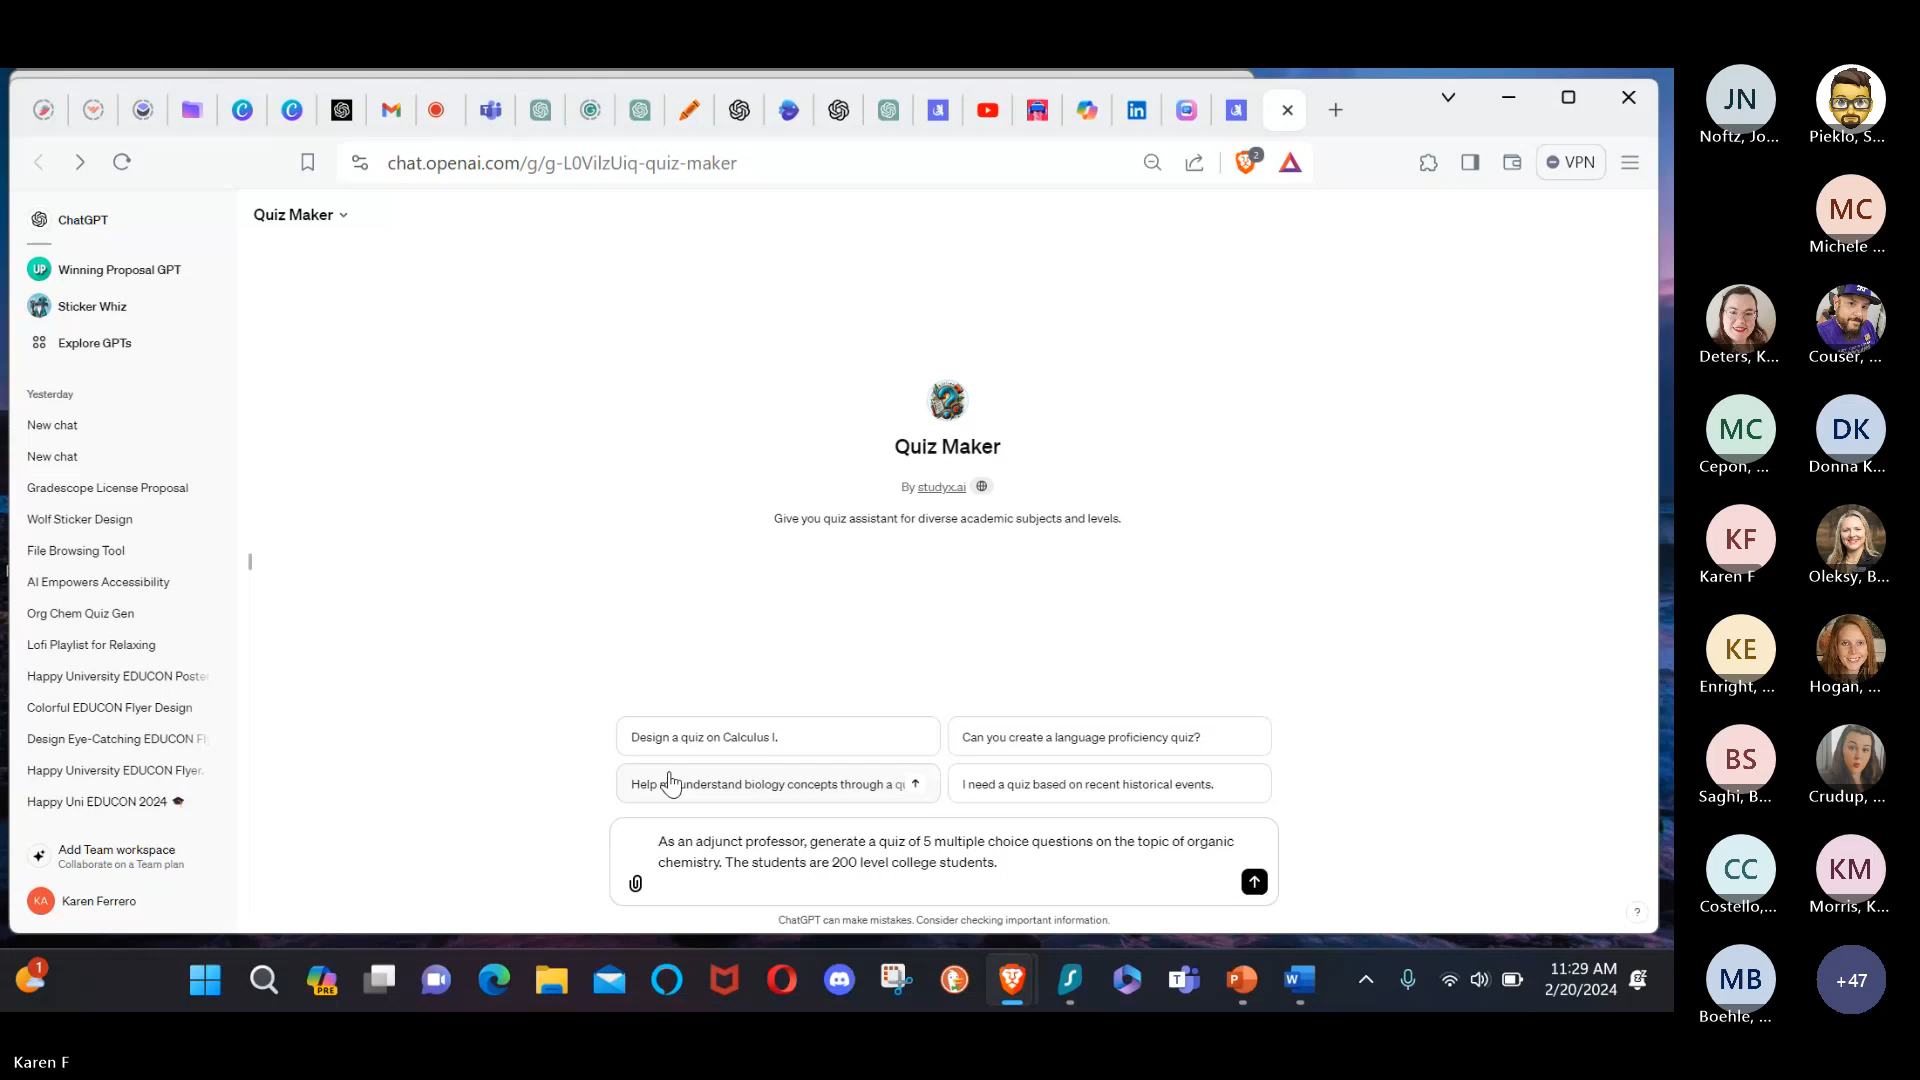 chat.openai.com/g/g-L0VilzUiq-quiz-maker
2
VPN
ChatGPT
UP
Winning Proposal GPT
Sticker Whiz
Explore GPTs
Yesterday
New chat
New chat
Gradescope License Proposal
Wolf Sticker Design
File Browsing Tool
AI Empowers Accessibility
Org Chem Quiz Gen
Lofi Playlist for Relaxing
Happy University EDUCON Poste
Colorful EDUCON Flyer Design
Design Eye-Catching EDUCON Fl
Happy University EDUCON Flyer.
Happy Uni EDUCON 2024
Add Team workspace
Collaborate on a Team plan
KA
Karen Ferrero
Quiz Maker
Quiz Maker
By studyx.ai
Give you quiz assistant for diverse academic subjects and levels.
Design a quiz on Calculus I.
Can you create a language proficiency quiz?
Help understand biology concepts through a qu
I need a quiz based on recent historical events.
As an adjunct professor, generate a quiz of 5 multiple choice questions on the topic of organic
chemistry. The students are 200 level college students.
ChatGPT can make mistakes. Consider checking important information.
?
1
PRE
11:29 AM
2/20/2024
Karen F
JN
Noftz, Jo...
Pieklo, S...
MC
Michele ...
Deters, K...
Couser, ...
MC
Cepon, ...
DK
Donna K...
KF
Karen F
Oleksy, B...
KE
Enright, ...
Hogan, ...
BS
Saghi, B...
Crudup, ...
CC
Costello,...
KM
Morris, K...
MB
Boehle, ...
+47